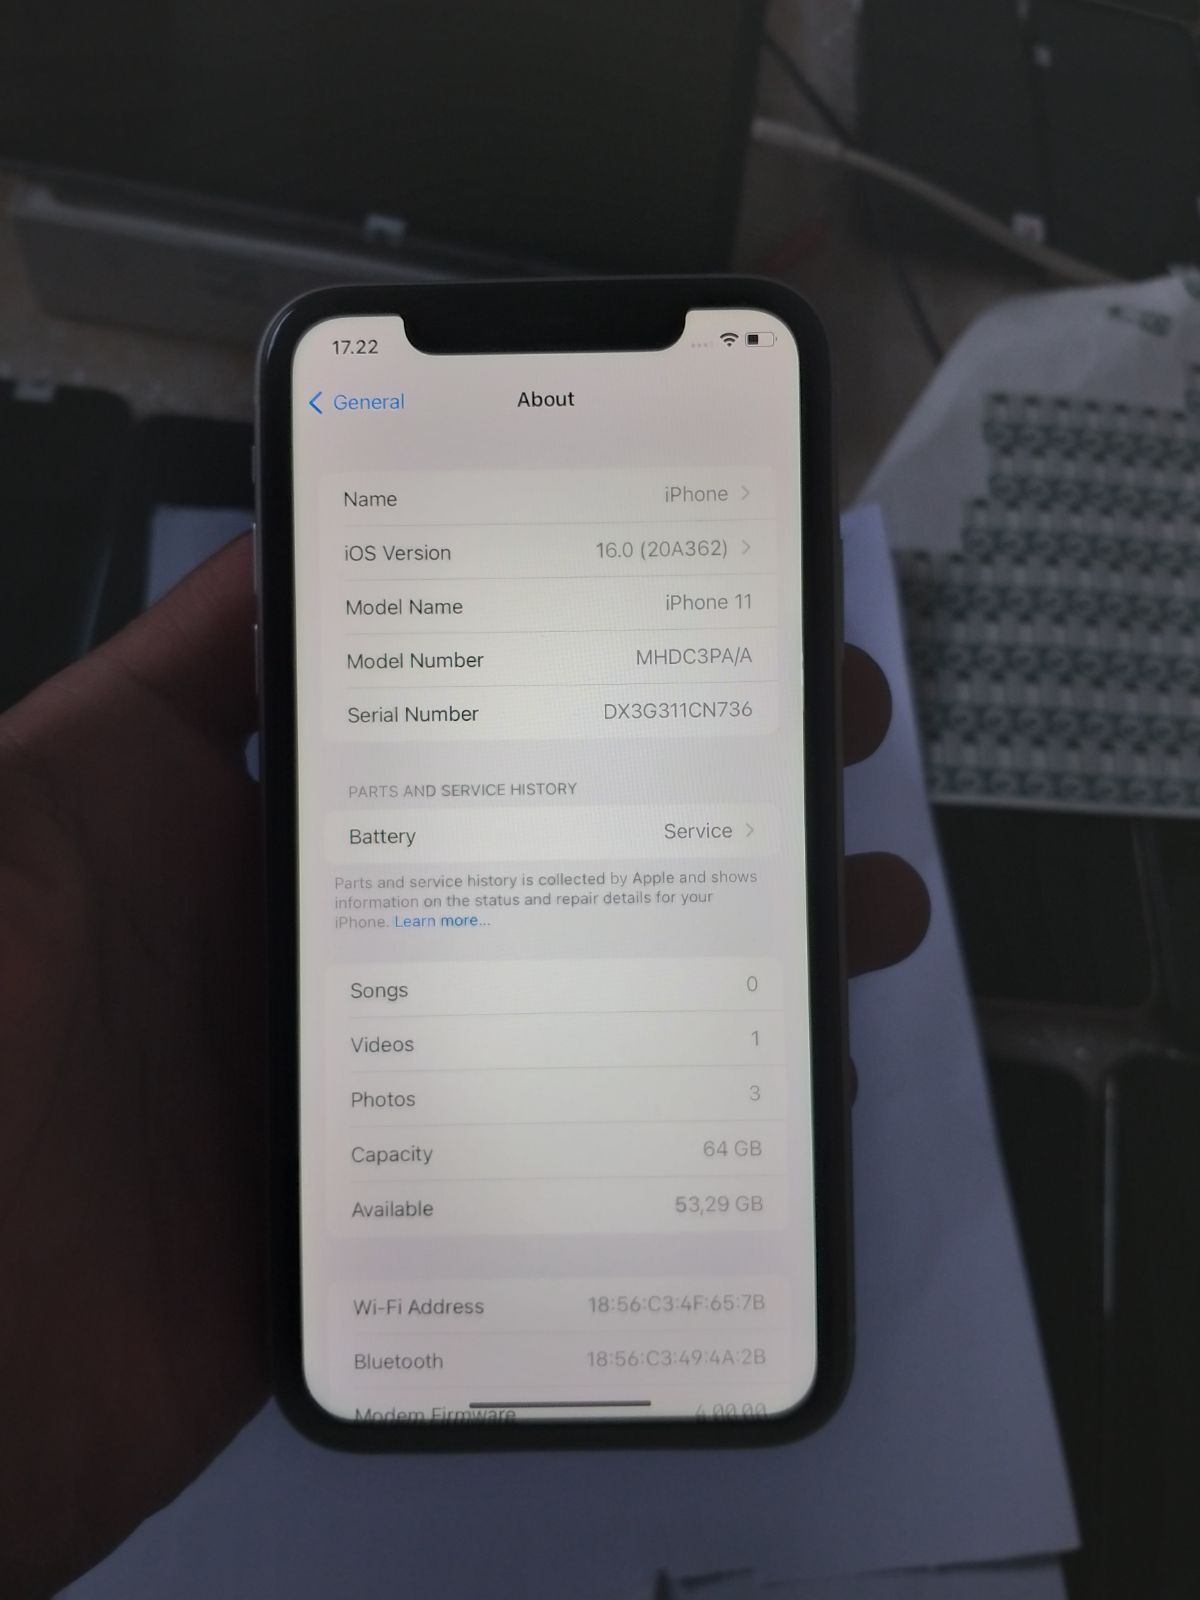 17.22
General
About
Name iPhone
iOS Version 16.0 (20A362)
Model Name iPhone 11
Model Number MHDC3PA/A
Serial Number DX3G311CN736
PARTS AND SERVICE HISTORY
Battery Service
Parts and service history is collected by Apple and shows
information on the status and repair details for your
iPhone. Learn more...
Songs 0
Videos 1
Photos 3
Capacity 64 GB
Available 53,29 GB
Wi-Fi Address 18:56:C3:4F:65:7B
Bluetooth 18:56:C3:49:4A:2B
Modem Firmware 4.00.00